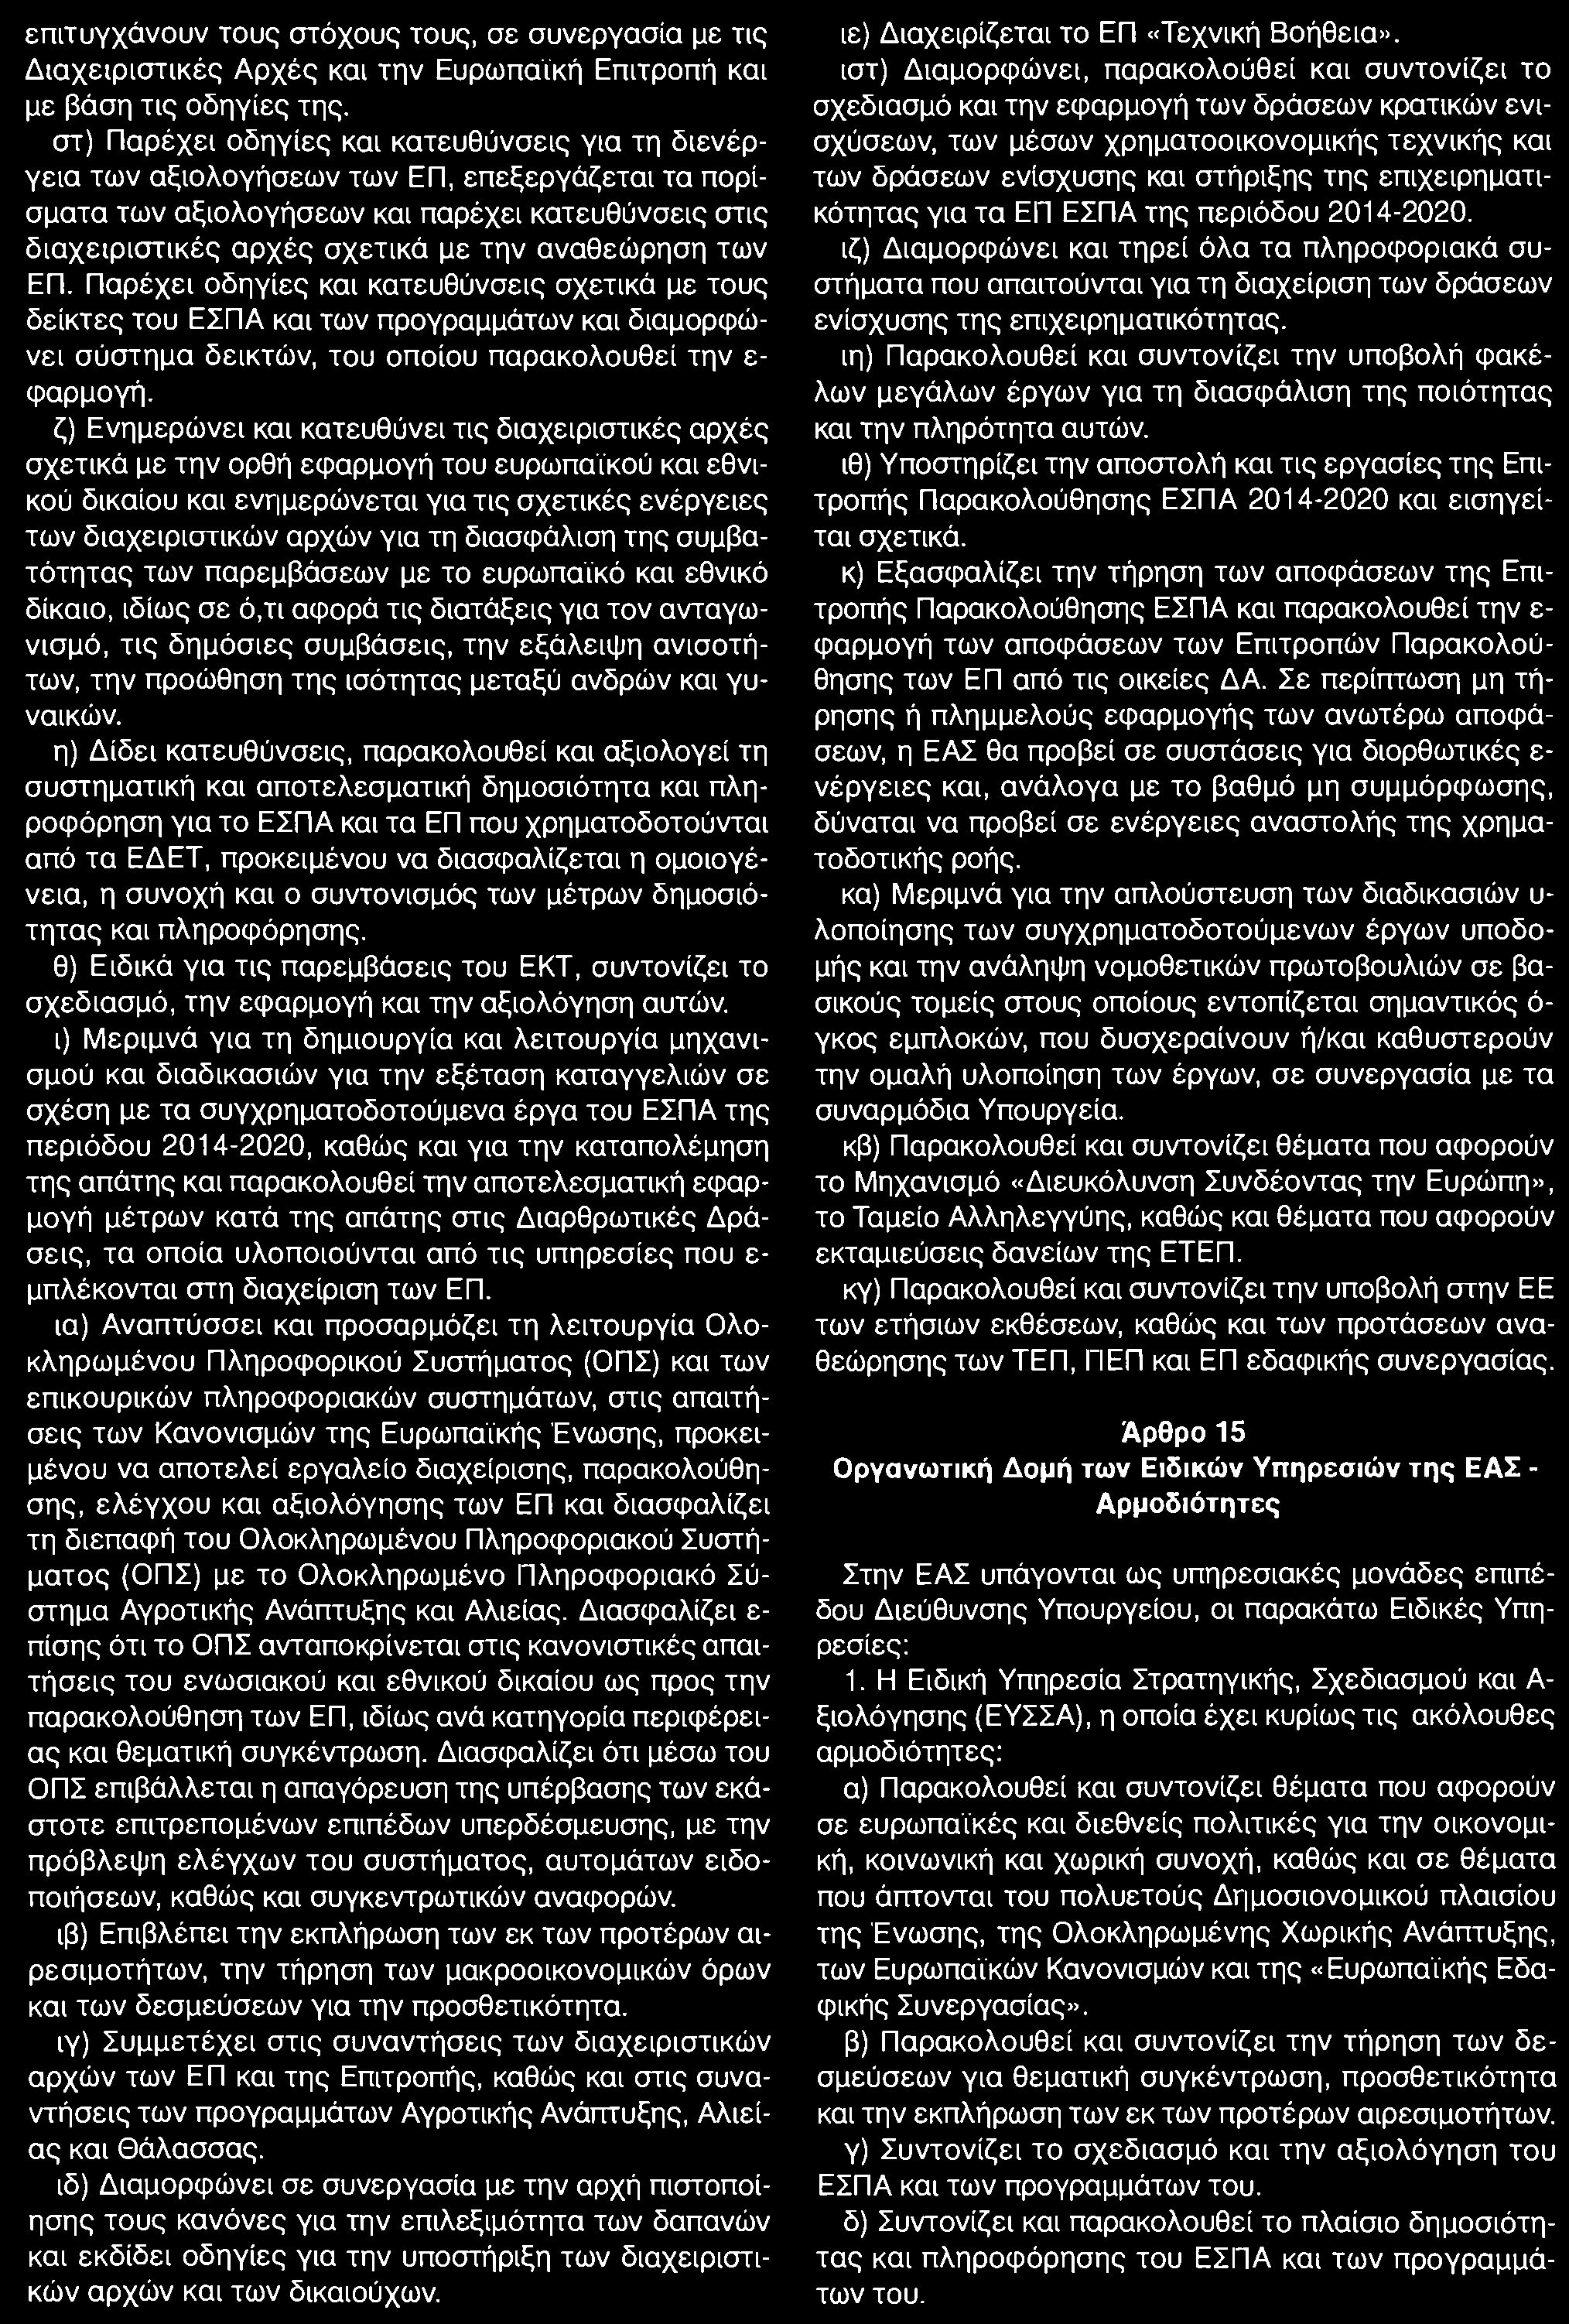 επιτυγχάνουν τους στόχους τους, σε συνεργασία με τις
Διαχειριστικές Αρχές και την Ευρωπαϊκή Επιτροπή και
με βάση τις οδηγίες της.
στ) Παρέχει οδηγίες και κατευθύνσεις για τη διενέρ-
γεια των αξιολογήσεων των ΕΠ, επεξεργάζεται τα πορί-
σματα των αξιολογήσεων και παρέχει κατευθύνσεις στις
διαχειριστικές αρχές σχετικά με την αναθεώρηση των
ΕΠ. Παρέχει οδηγίες και κατευθύνσεις σχετικά με τους
δείκτες του ΕΣΠΑ και των προγραμμάτων και διαμορφώ-
νει σύστημα δεικτών, του οποίου παρακολουθεί την ε-
φαρμογή.
ζ) Ενημερώνει και κατευθύνει τις διαχειριστικές αρχές
σχετικά με την ορθή εφαρμογή του ευρωπαϊκού και εθνι-
κού δικαίου και ενημερώνεται για τις σχετικές ενέργειες
των διαχειριστικών αρχών για τη διασφάλιση της συμβα-
τότητας των παρεμβάσεων με το ευρωπαϊκό και εθνικό
δίκαιο, ιδίως σε ό,τι αφορά τις διατάξεις για τον ανταγω-
νισμό, τις δημόσιες συμβάσεις, την εξάλειψη ανισοτή-
των, την προώθηση της ισότητας μεταξύ ανδρών και γυ-
ναικών.
η) Δίδει κατευθύνσεις, παρακολουθεί και αξιολογεί τη
συστηματική και αποτελεσματική δημοσιότητα και πλη-
ροφόρηση για το ΕΣΠΑ και τα ΕΠ που χρηματοδοτούνται
από τα ΕΔΕΤ, προκειμένου να διασφαλίζεται η ομοιογέ-
νεια, η συνοχή και ο συντονισμός των μέτρων δημοσιό-
τητας και πληροφόρησης.
θ) Ειδικά για τις παρεμβάσεις του ΕΚΤ, συντονίζει το
σχεδιασμό, την εφαρμογή και την αξιολόγηση αυτών.
ι) Μεριμνά για τη δημιουργία και λειτουργία μηχανι-
σμού και διαδικασιών για την εξέταση καταγγελιών σε
σχέση με τα συγχρηματοδοτούμενα έργα του ΕΣΠΑ της
περιόδου 2014-2020, καθώς και για την καταπολέμηση
της απάτης και παρακολουθεί την αποτελεσματική εφαρ-
μογή μέτρων κατά της απάτης στις Διαρθρωτικές Δρά-
σεις, τα οποία υλοποιούνται από τις υπηρεσίες που ε-
μπλέκονται στη διαχείριση των ΕΠ.
ια) Αναπτύσσει και προσαρμόζει τη λειτουργία Ολο-
κληρωμένου Πληροφορικού Συστήματος (ΟΠΣ) και των
επικουρικών πληροφοριακών συστημάτων, στις απαιτή-
σεις των Κανονισμών της Ευρωπαϊκής Ένωσης, προκει-
μένου να αποτελεί εργαλείο διαχείρισης, παρακολούθη-
σης, ελέγχου και αξιολόγησης των ΕΠ και διασφαλίζει
τη διεπαφή του Ολοκληρωμένου Πληροφοριακού Συστή-
ματος (ΟΠΣ) με το Ολοκληρωμένο Πληροφοριακό Σύ-
στημα Αγροτικής Ανάπτυξης και Αλιείας. Διασφαλίζει ε-
πίσης ότι το ΟΠΣ ανταποκρίνεται στις κανονιστικές απαι-
τήσεις του ενωσιακού και εθνικού δικαίου ως προς την
παρακολούθηση των ΕΠ, ιδίως ανά κατηγορία περιφέρει-
ας και θεματική συγκέντρωση. Διασφαλίζει ότι μέσω του
ΟΠΣ επιβάλλεται η απαγόρευση της υπέρβασης των εκά-
στοτε επιτρεπομένων επιπέδων υπερδέσμευσης, με την
πρόβλεψη ελέγχων του συστήματος, αυτομάτων ειδο-
ποιήσεων, καθώς και συγκεντρωτικών αναφορών.
ιβ) Επιβλέπει την εκπλήρωση των εκ των προτέρων αι-
ρεσιμοτήτων, την τήρηση των μακροοικονομικών όρων
και των δεσμεύσεων για την προσθετικότητα.
ιγ) Συμμετέχει στις συναντήσεις των διαχειριστικών
αρχών των ΕΠ και της Επιτροπής, καθώς και στις συνα-
ντήσεις των προγραμμάτων Αγροτικής Ανάπτυξης, Αλιεί-
ας και Θάλασσας.
ιδ) Διαμορφώνει σε συνεργασία με την αρχή πιστοποί-
ησης τους κανόνες για την επιλεξιμότητα των δαπανών
και εκδίδει οδηγίες για την υποστήριξη των διαχειριστι-
κών αρχών και των δικαιούχων.
ιε) Διαχειρίζεται το ΕΠ «Τεχνική Βοήθεια».
ιστ) Διαμορφώνει, παρακολουθεί και συντονίζει το
σχεδιασμό και την εφαρμογή των δράσεων κρατικών ενι-
σχύσεων, των μέσων χρηματοοικονομικής τεχνικής και
των δράσεων ενίσχυσης και στήριξης της επιχειρηματι-
κότητας για τα ΕΠ ΕΣΠΑ της περιόδου 2014-2020.
ιζ) Διαμορφώνει και τηρεί όλα τα πληροφοριακά συ-
στήματα που απαιτούνται για τη διαχείριση των δράσεων
ενίσχυσης της επιχειρηματικότητας.
ιη) Παρακολουθεί και συντονίζει την υποβολή φακέ-
λων μεγάλων έργων για τη διασφάλιση της ποιότητας
και την πληρότητα αυτών.
ιθ) Υποστηρίζει την αποστολή και τις εργασίες της Επι-
τροπής Παρακολούθησης ΕΣΠΑ 2014-2020 και εισηγεί-
ται σχετικά.
κ) Εξασφαλίζει την τήρηση των αποφάσεων της Επι-
τροπής Παρακολούθησης ΕΣΠΑ και παρακολουθεί την ε-
φαρμογή των αποφάσεων των Επιτροπών Παρακολού-
θησης των ΕΠ από τις οικείες ΔΑ. Σε περίπτωση μη τή-
ρησης ή πλημμελούς εφαρμογής των ανωτέρω αποφά-
σεων, η ΕΑΣ θα προβεί σε συστάσεις για διορθωτικές ε-
νέργειες και, ανάλογα με το βαθμό μη συμμόρφωσης,
δύναται να προβεί σε ενέργειες αναστολής της χρημα-
τοδοτικής ροής.
κα) Μεριμνά για την απλούστευση των διαδικασιών υ-
λοποίησης των συγχρηματοδοτούμενων έργων υποδο-
μής και την ανάληψη νομοθετικών πρωτοβουλιών σε βα-
σικούς τομείς στους οποίους εντοπίζεται σημαντικός ό-
γκος εμπλοκών, που δυσχεραίνουν ή/και καθυστερούν
την ομαλή υλοποίηση των έργων, σε συνεργασία με τα
συναρμόδια Υπουργεία.
κβ) Παρακολουθεί και συντονίζει θέματα που αφορούν
το Μηχανισμό «Διευκόλυνση Συνδέοντας την Ευρώπη»,
το Ταμείο Αλληλεγγύης, καθώς και θέματα που αφορούν
εκταμιεύσεις δανείων της ΕΤΕΠ.
κγ) Παρακολουθεί και συντονίζει την υποβολή στην ΕΕ
των ετήσιων εκθέσεων, καθώς και των προτάσεων ανα-
θεώρησης των ΤΕΠ, ΠΕΠ και ΕΠ εδαφικής συνεργασίας.
Άρθρο 15
Οργανωτική Δομή των Ειδικών Υπηρεσιών της ΕΑΣ -
Αρμοδιότητες
Στην ΕΑΣ υπάγονται ως υπηρεσιακές μονάδες επιπέ-
δου Διεύθυνσης Υπουργείου, οι παρακάτω Ειδικές Υπη-
ρεσίες:
1. Η Ειδική Υπηρεσία Στρατηγικής, Σχεδιασμού και Α-
ξιολόγησης (ΕΥΣΣΑ), η οποία έχει κυρίως τις ακόλουθες
αρμοδιότητες:
α) Παρακολουθεί και συντονίζει θέματα που αφορούν
σε ευρωπαϊκές και διεθνείς πολιτικές για την οικονομι-
κή, κοινωνική και χωρική συνοχή, καθώς και σε θέματα
που άπτονται του πολυετούς Δημοσιονομικού πλαισίου
της Ένωσης, της Ολοκληρωμένης Χωρικής Ανάπτυξης,
των Ευρωπαϊκών Κανονισμών και της «Ευρωπαϊκής Εδα-
φικής Συνεργασίας».
β) Παρακολουθεί και συντονίζει την τήρηση των δε-
σμεύσεων για θεματική συγκέντρωση, προσθετικότητα
και την εκπλήρωση των εκ των προτέρων αιρεσιμοτήτων.
γ) Συντονίζει το σχεδιασμό και την αξιολόγηση του
ΕΣΠΑ και των προγραμμάτων του.
δ) Συντονίζει και παρακολουθεί το πλαίσιο δημοσιότη-
τας και πληροφόρησης του ΕΣΠΑ και των προγραμμά-
των του.